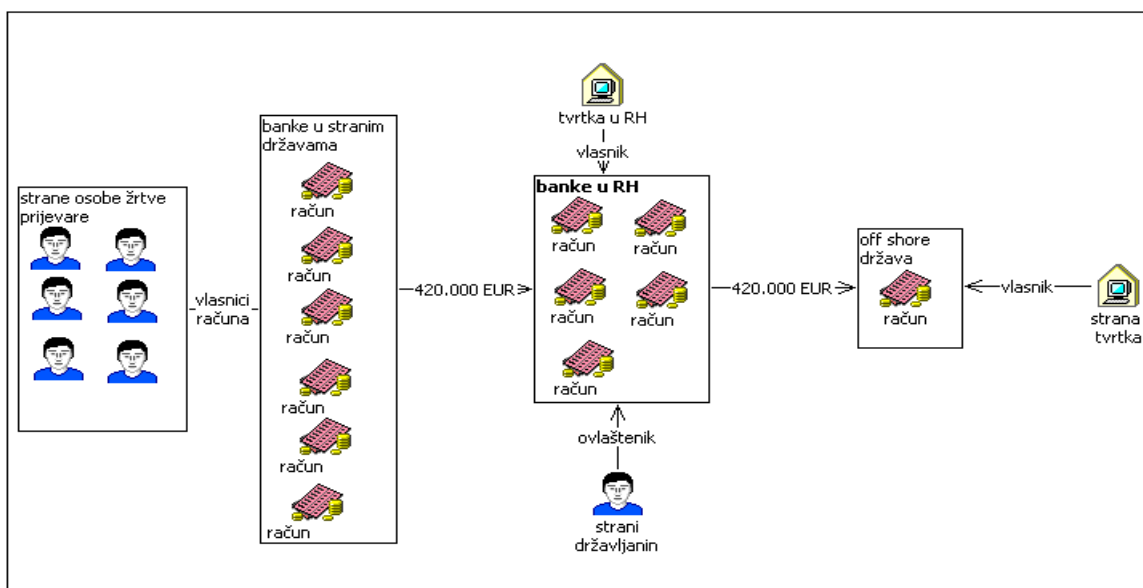 strane osobe žrtve
prijevare
vlasnici
računa
banke u stranim
državama
račun
račun
račun
račun
račun
račun
420.000 EUR
tvrtka u RH
vlasnik
banke u RH
račun
račun
račun
račun
račun
ovlaštenik
strani
državljanin
420.000 EUR
off shore
država
račun
vlasnik
strana
tvrtka